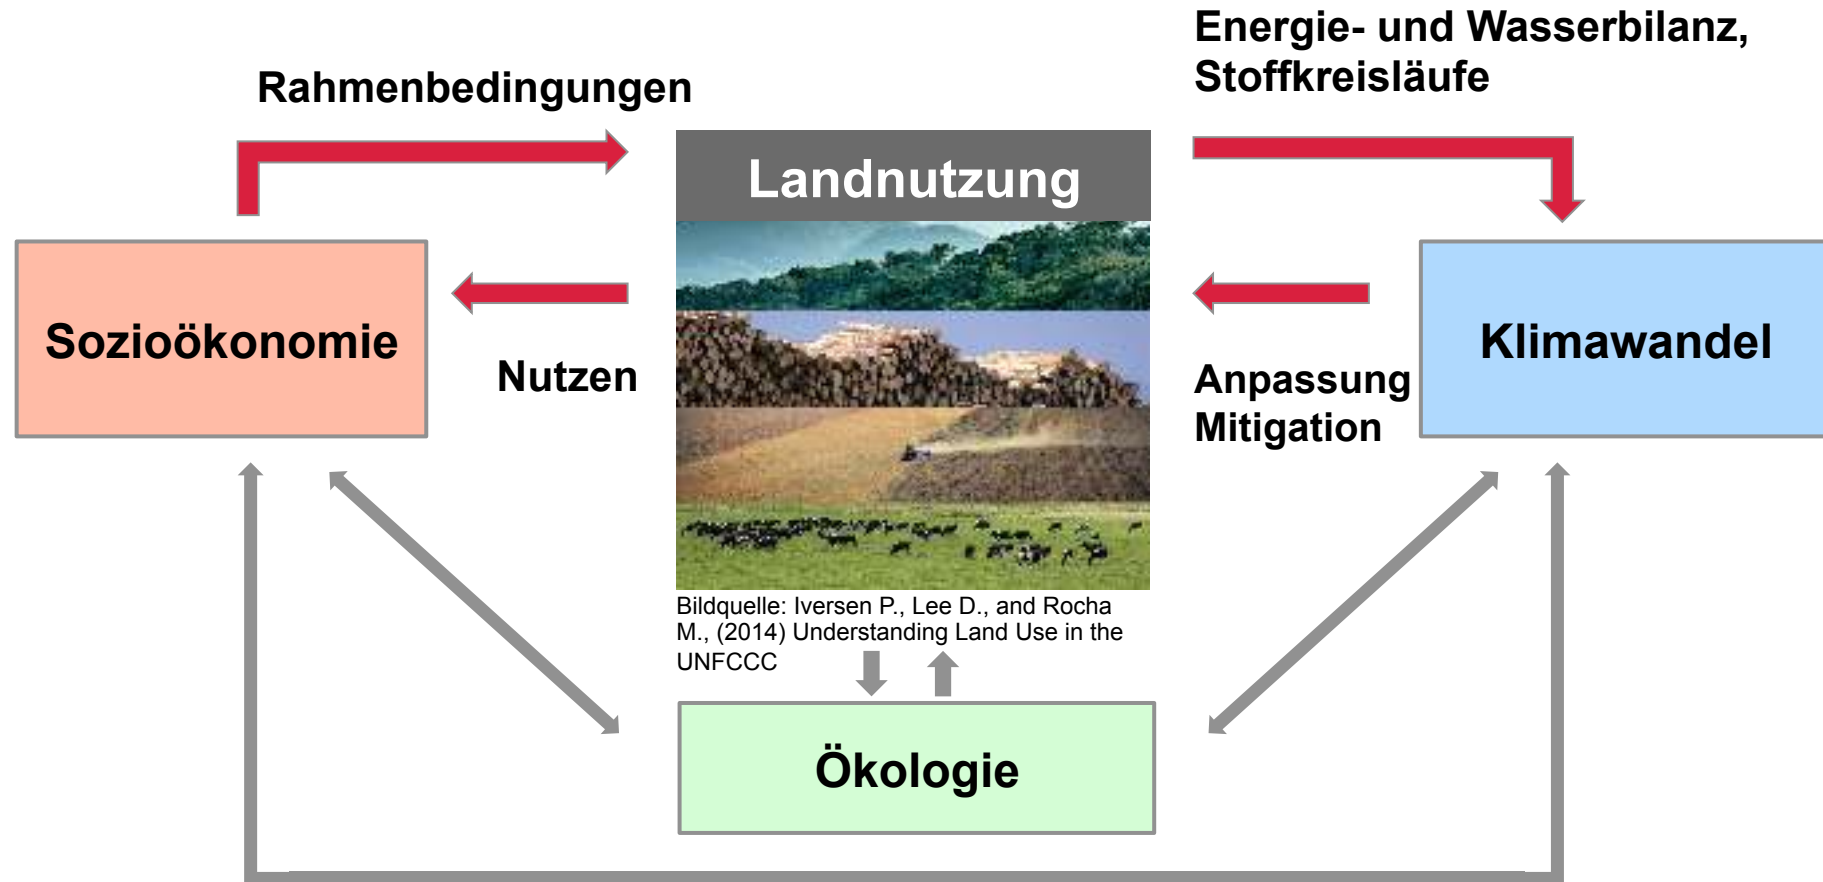 Energie- und Wasserbilanz,
Stoffkreisläufe
Rahmenbedingungen
Landnutzung
Sozioökonomie
Nutzen
Klimawandel
Anpassung
Mitigation
Bildquelle: Iversen P., Lee D., and Rocha
M., (2014) Understanding Land Use in the
UNFCCC
Ökologie